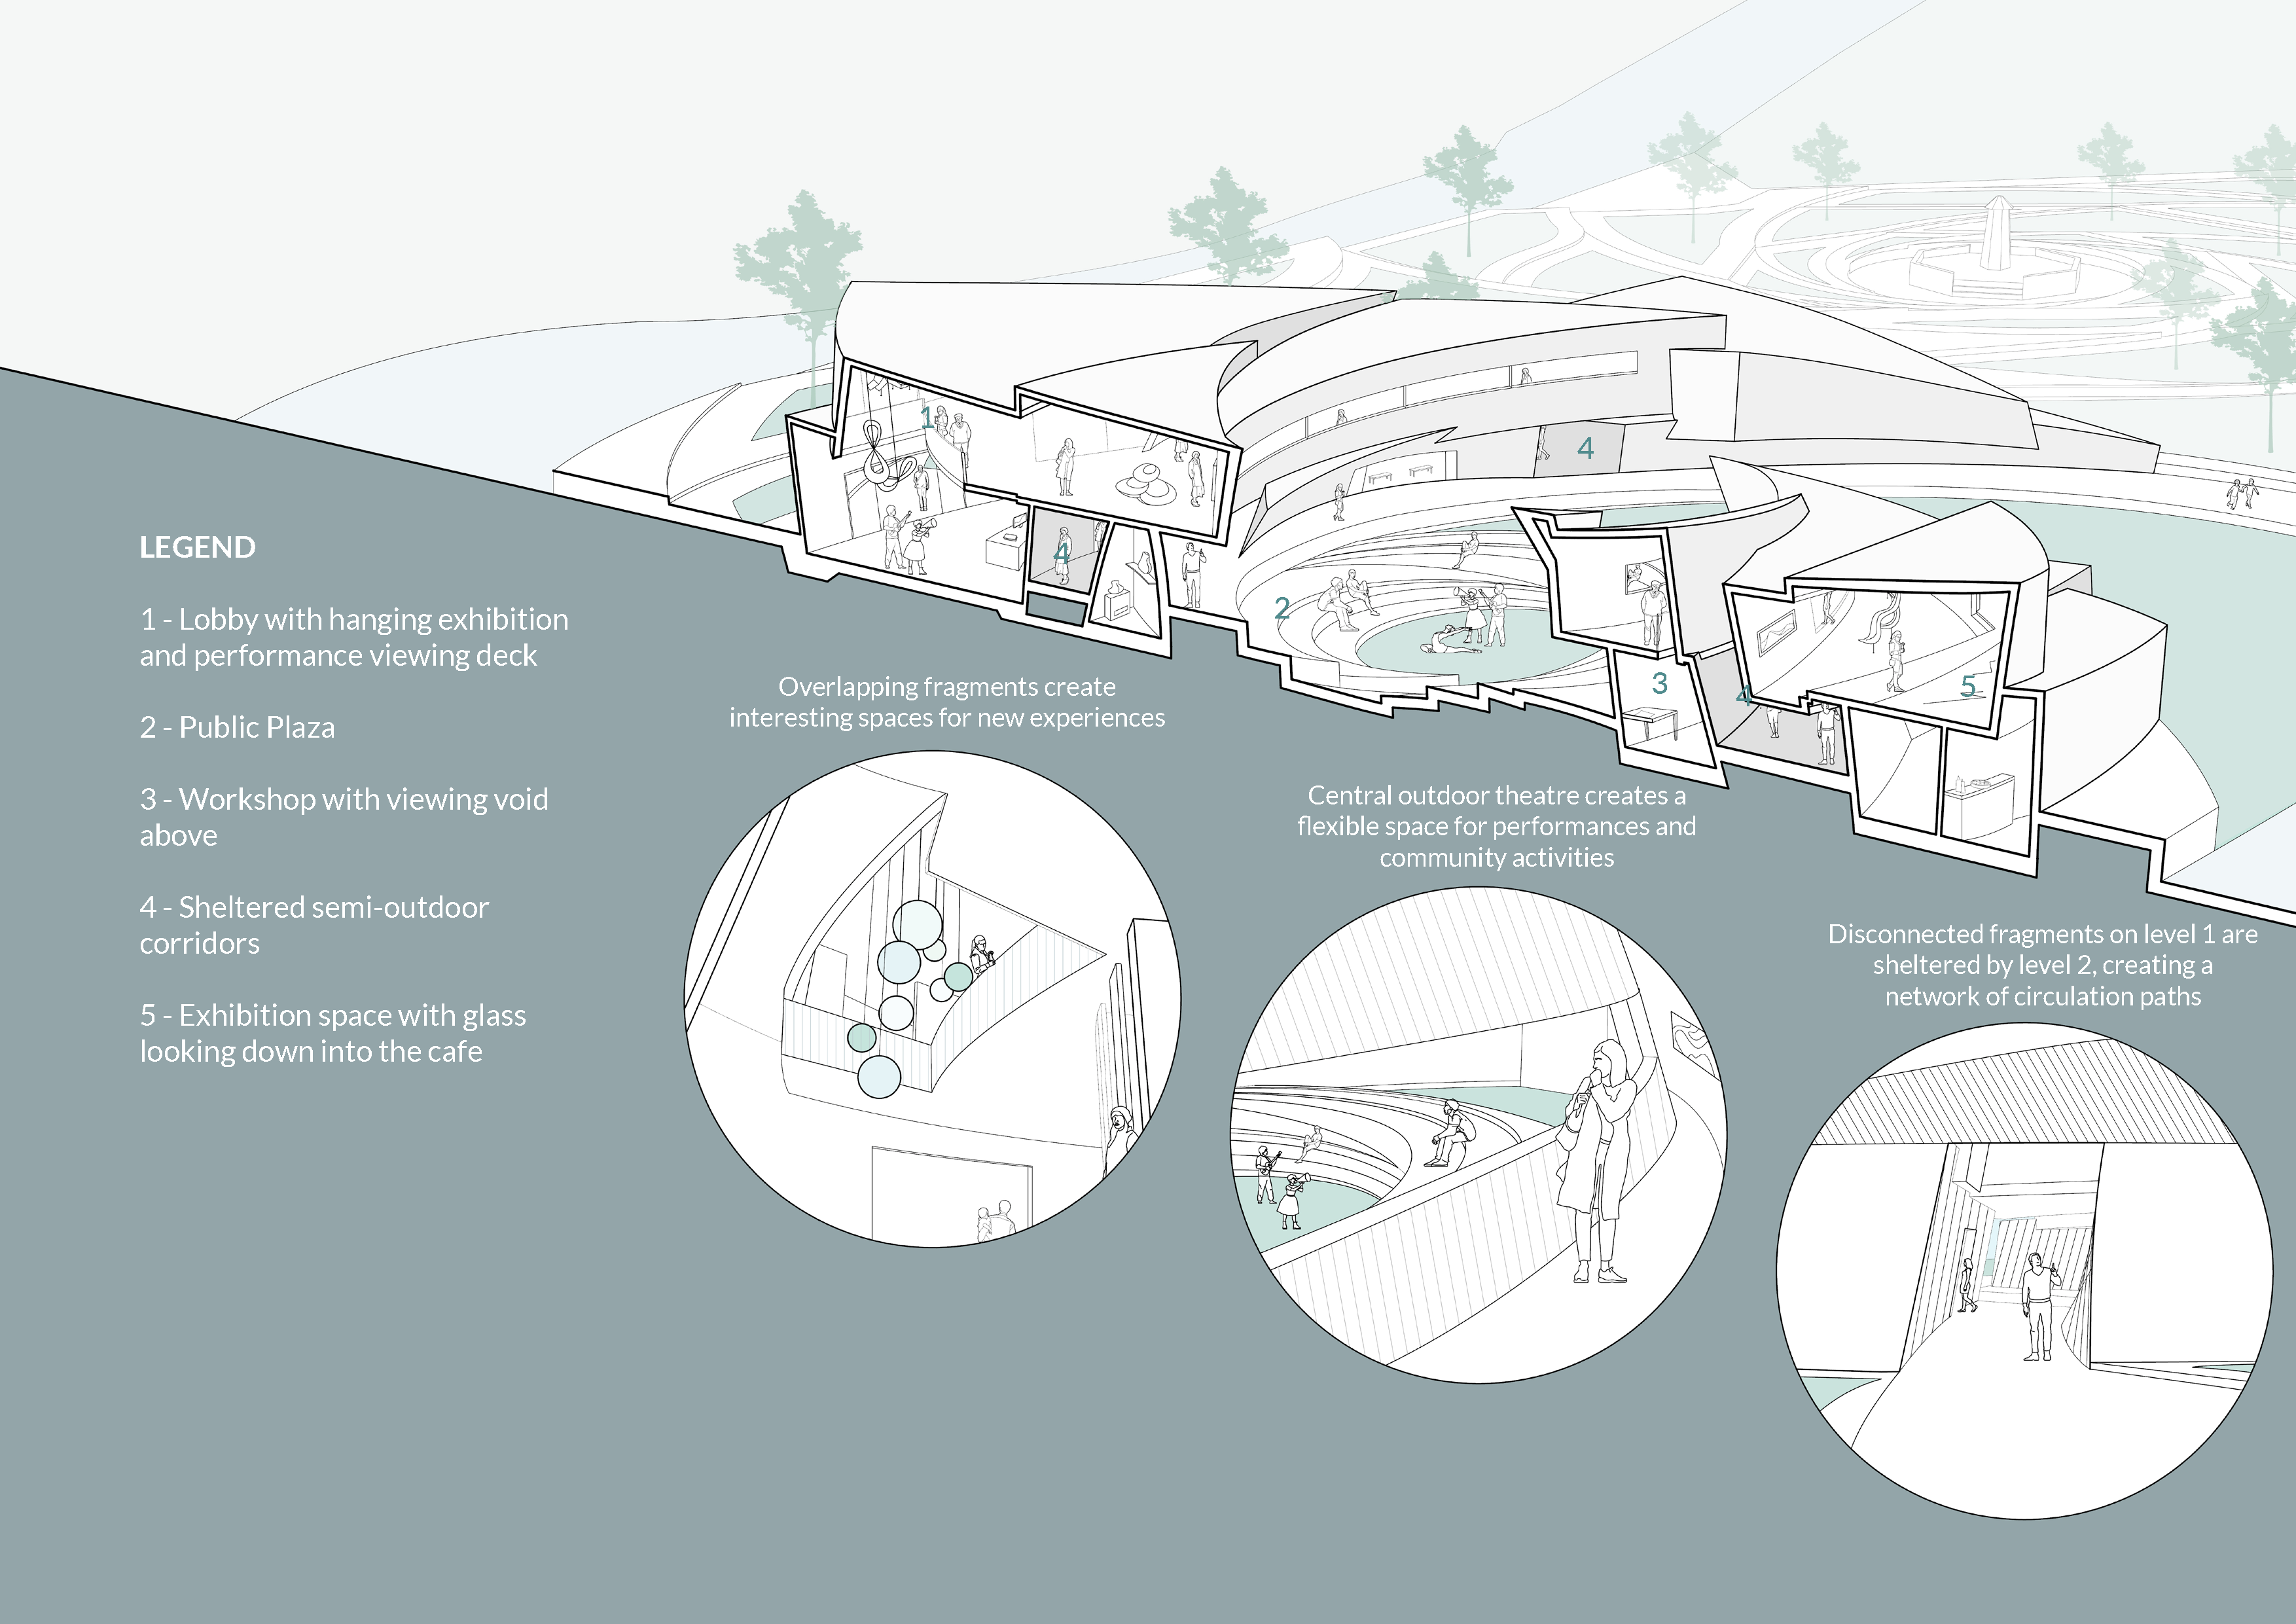 1
4
4
2
3
4
5
LEGEND
1 - Lobby with hanging exhibition
and performance viewing deck
2 - Public Plaza
3 - Workshop with viewing void
above
4 - Sheltered semi-outdoor
corridors
5 - Exhibition space with glass
looking down into the cafe
Overlapping fragments create
interesting spaces for new experiences
Central outdoor theatre creates a
flexible space for performances and
community activities
Disconnected fragments on level 1 are
sheltered by level 2, creating a
network of circulation paths